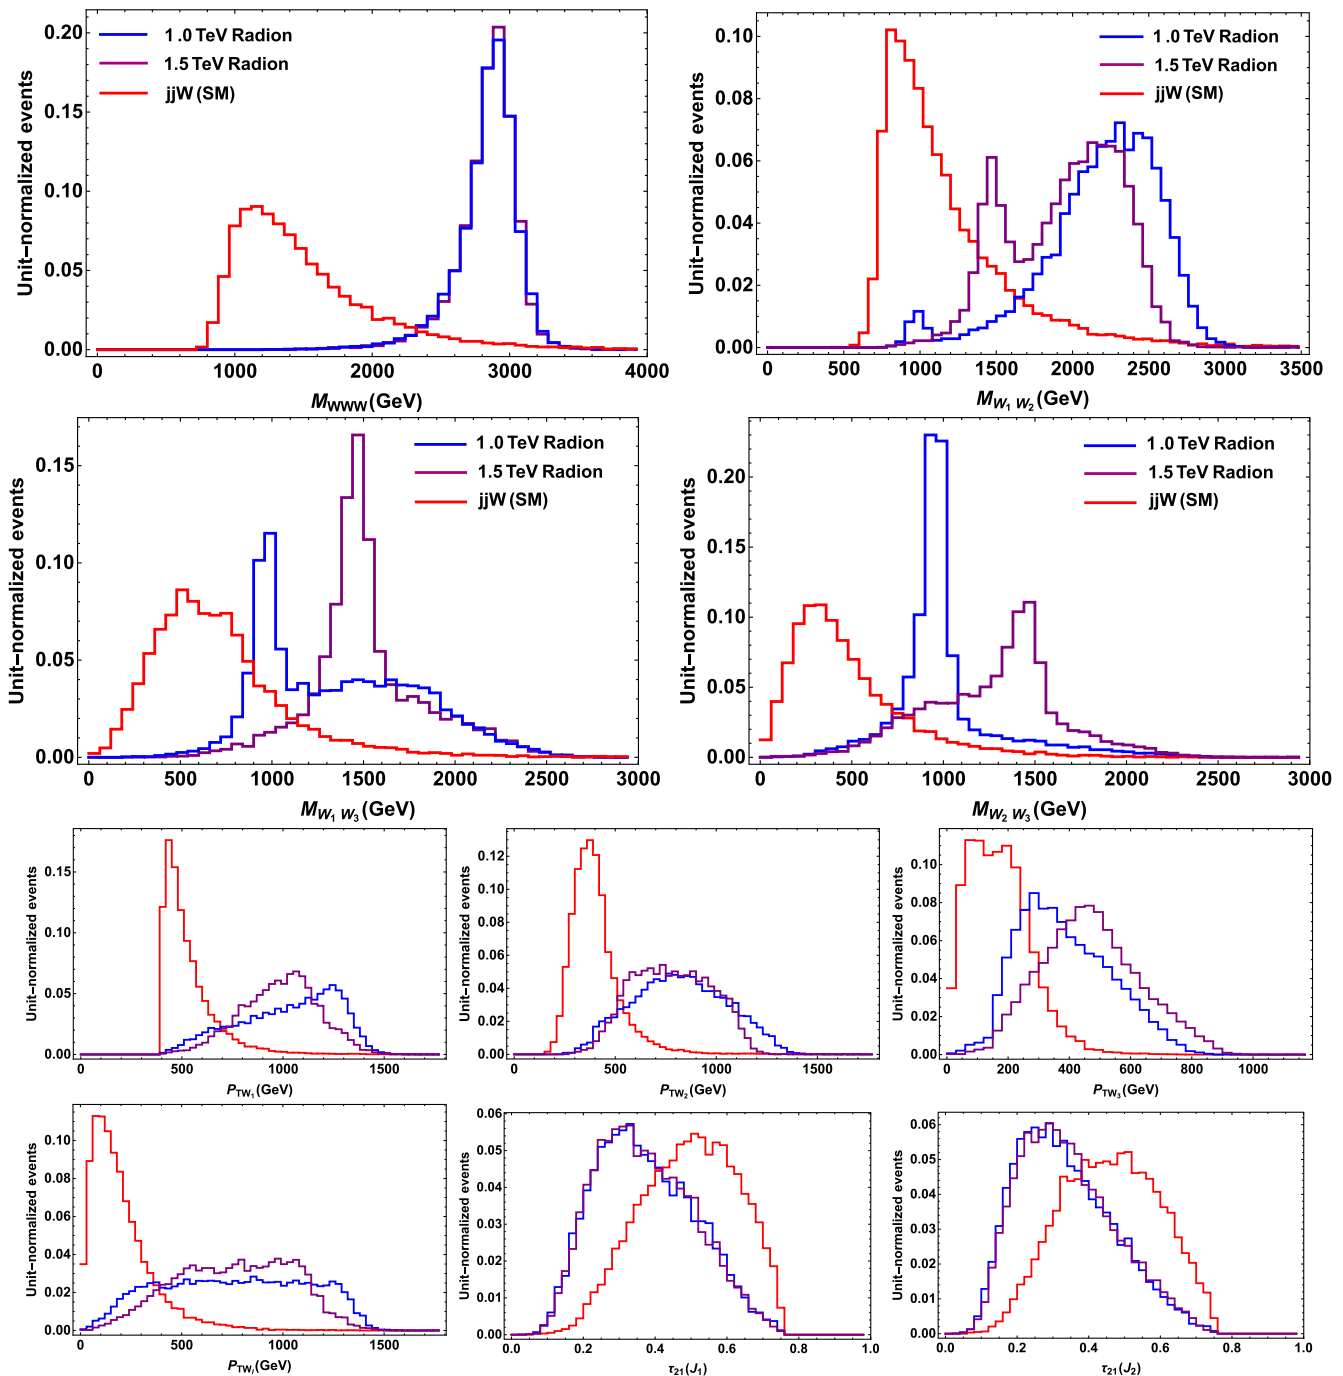 1.0 TeV Radion
1.5 TeV Radion
jjW (SM)
Unit−normalized events
0.20
0.15
0.10
0.05
0.00
0 1000 2000 3000 4000
M_WWW (GeV)
1.0 TeV Radion
1.5 TeV Radion
jjW (SM)
Unit−normalized events
0.10
0.08
0.06
0.04
0.02
0.00
0 500 1000 1500 2000 2500 3000 3500
M_W1 W2 (GeV)
1.0 TeV Radion
1.5 TeV Radion
jjW (SM)
Unit−normalized events
0.15
0.10
0.05
0.00
0 500 1000 1500 2000 2500 3000
M_W1 W3 (GeV)
1.0 TeV Radion
1.5 TeV Radion
jjW (SM)
Unit−normalized events
0.20
0.15
0.10
0.05
0.00
0 500 1000 1500 2000 2500 3000
M_W2 W3 (GeV)
Unit−normalized events
0.15
0.10
0.05
0.00
0 500 1000 1500
P_TW1 (GeV)
Unit−normalized events
0.12
0.10
0.08
0.06
0.04
0.02
0.00
0 500 1000 1500
P_TW2 (GeV)
Unit−normalized events
0.10
0.08
0.06
0.04
0.02
0.00
0 200 400 600 800 1000
P_TW3 (GeV)
Unit−normalized events
0.10
0.08
0.06
0.04
0.02
0.00
0 500 1000 1500
P_TWl (GeV)
Unit−normalized events
0.06
0.05
0.04
0.03
0.02
0.01
0.00
0.0 0.2 0.4 0.6 0.8 1.0
τ21(J1)
Unit−normalized events
0.06
0.05
0.04
0.03
0.02
0.01
0.00
0.0 0.2 0.4 0.6 0.8 1.0
τ21(J2)